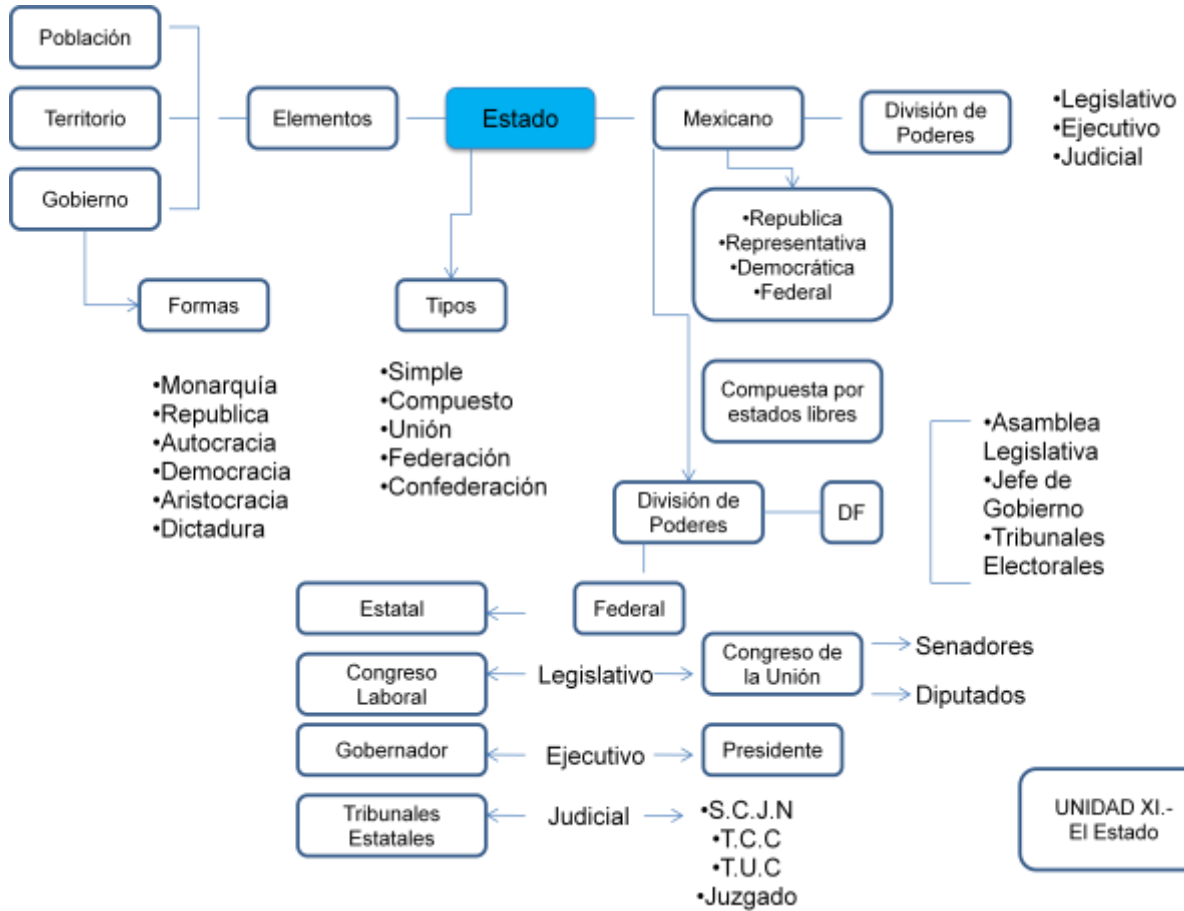 Población
Territorio
Gobierno
Elementos
Estado
Mexicano
División de
Poderes
•Legislativo
•Ejecutivo
•Judicial
•Republica
•Representativa
•Democrática
•Federal
Formas
•Monarquía
•Republica
•Autocracia
•Democracia
•Aristocracia
•Dictadura
Tipos
•Simple
•Compuesto
•Unión
•Federación
•Confederación
Compuesta por
estados libres
División de
Poderes
DF
•Asamblea
Legislativa
•Jefe de
Gobierno
•Tribunales
Electorales
Estatal
Federal
Congreso
Laboral
Legislativo
Congreso de
la Unión
Senadores
Diputados
Gobernador
Ejecutivo
Presidente
Tribunales
Estatales
Judicial
•S.C.J.N
•T.C.C
•T.U.C
•Juzgado
UNIDAD XI.-
El Estado